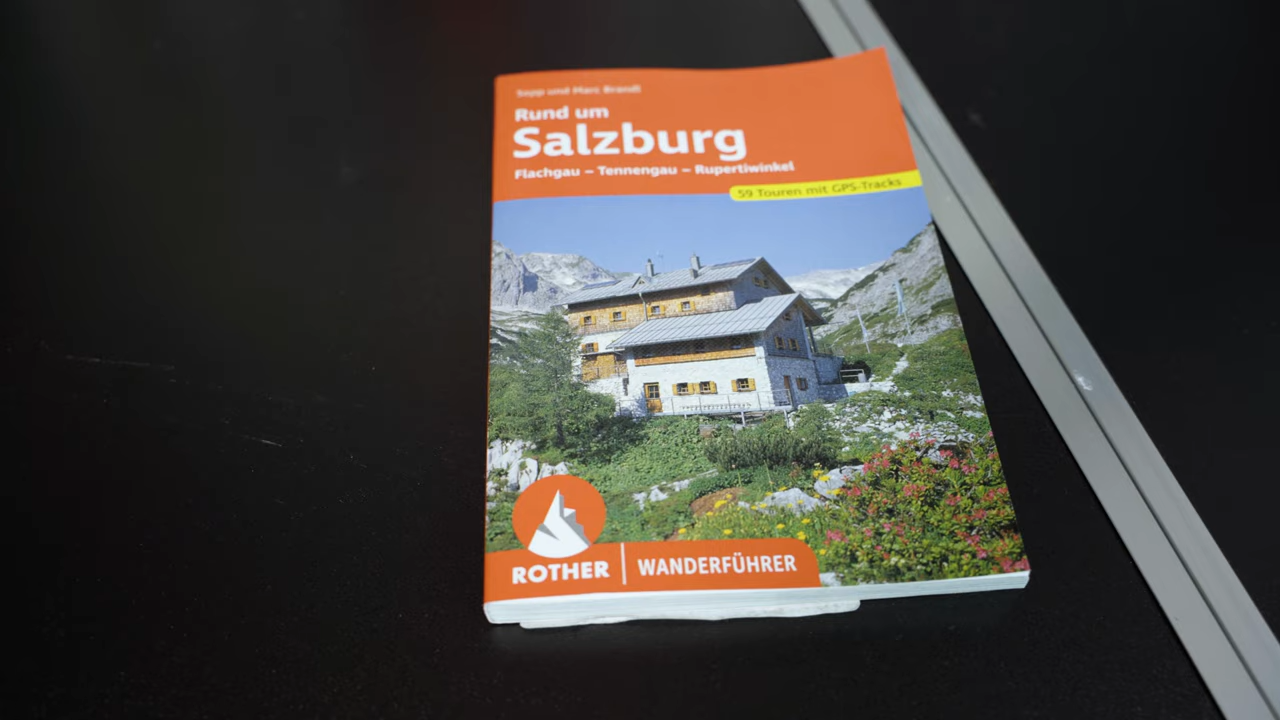 Sepp und Marc Brandl
Rund um
Salzburg
Flachgau – Tennengau – Rupertiwinkel
59 Touren mit GPS-Tracks
ROTHER | WANDERFÜHRER